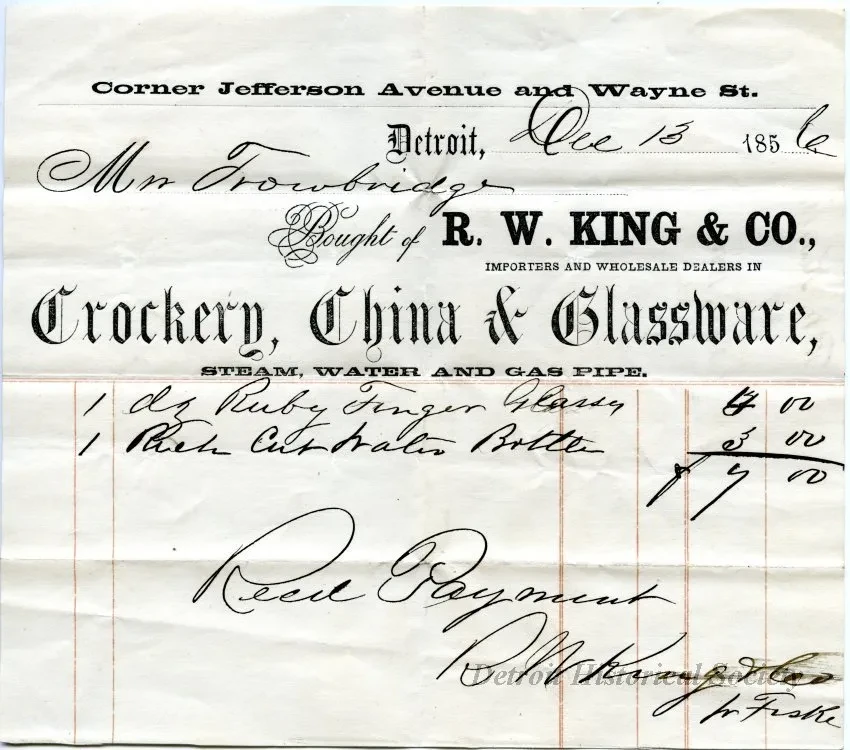 Corner Jefferson Avenue and Wayne St.
Detroit, Dec 13 1856
Mr Trowbridge
Bought of R. W. KING & CO.,
IMPORTERS AND WHOLESALE DEALERS IN
Crockery, China & Glassware,
STEAM, WATER AND GAS PIPE.
1 dz Ruby Finger Glasses 4 00
1 Rich Cut Water Bottle 3 00
$ 7 00
Recd Payment
R W King & Co
Detroit Historical Society
pr Fiske